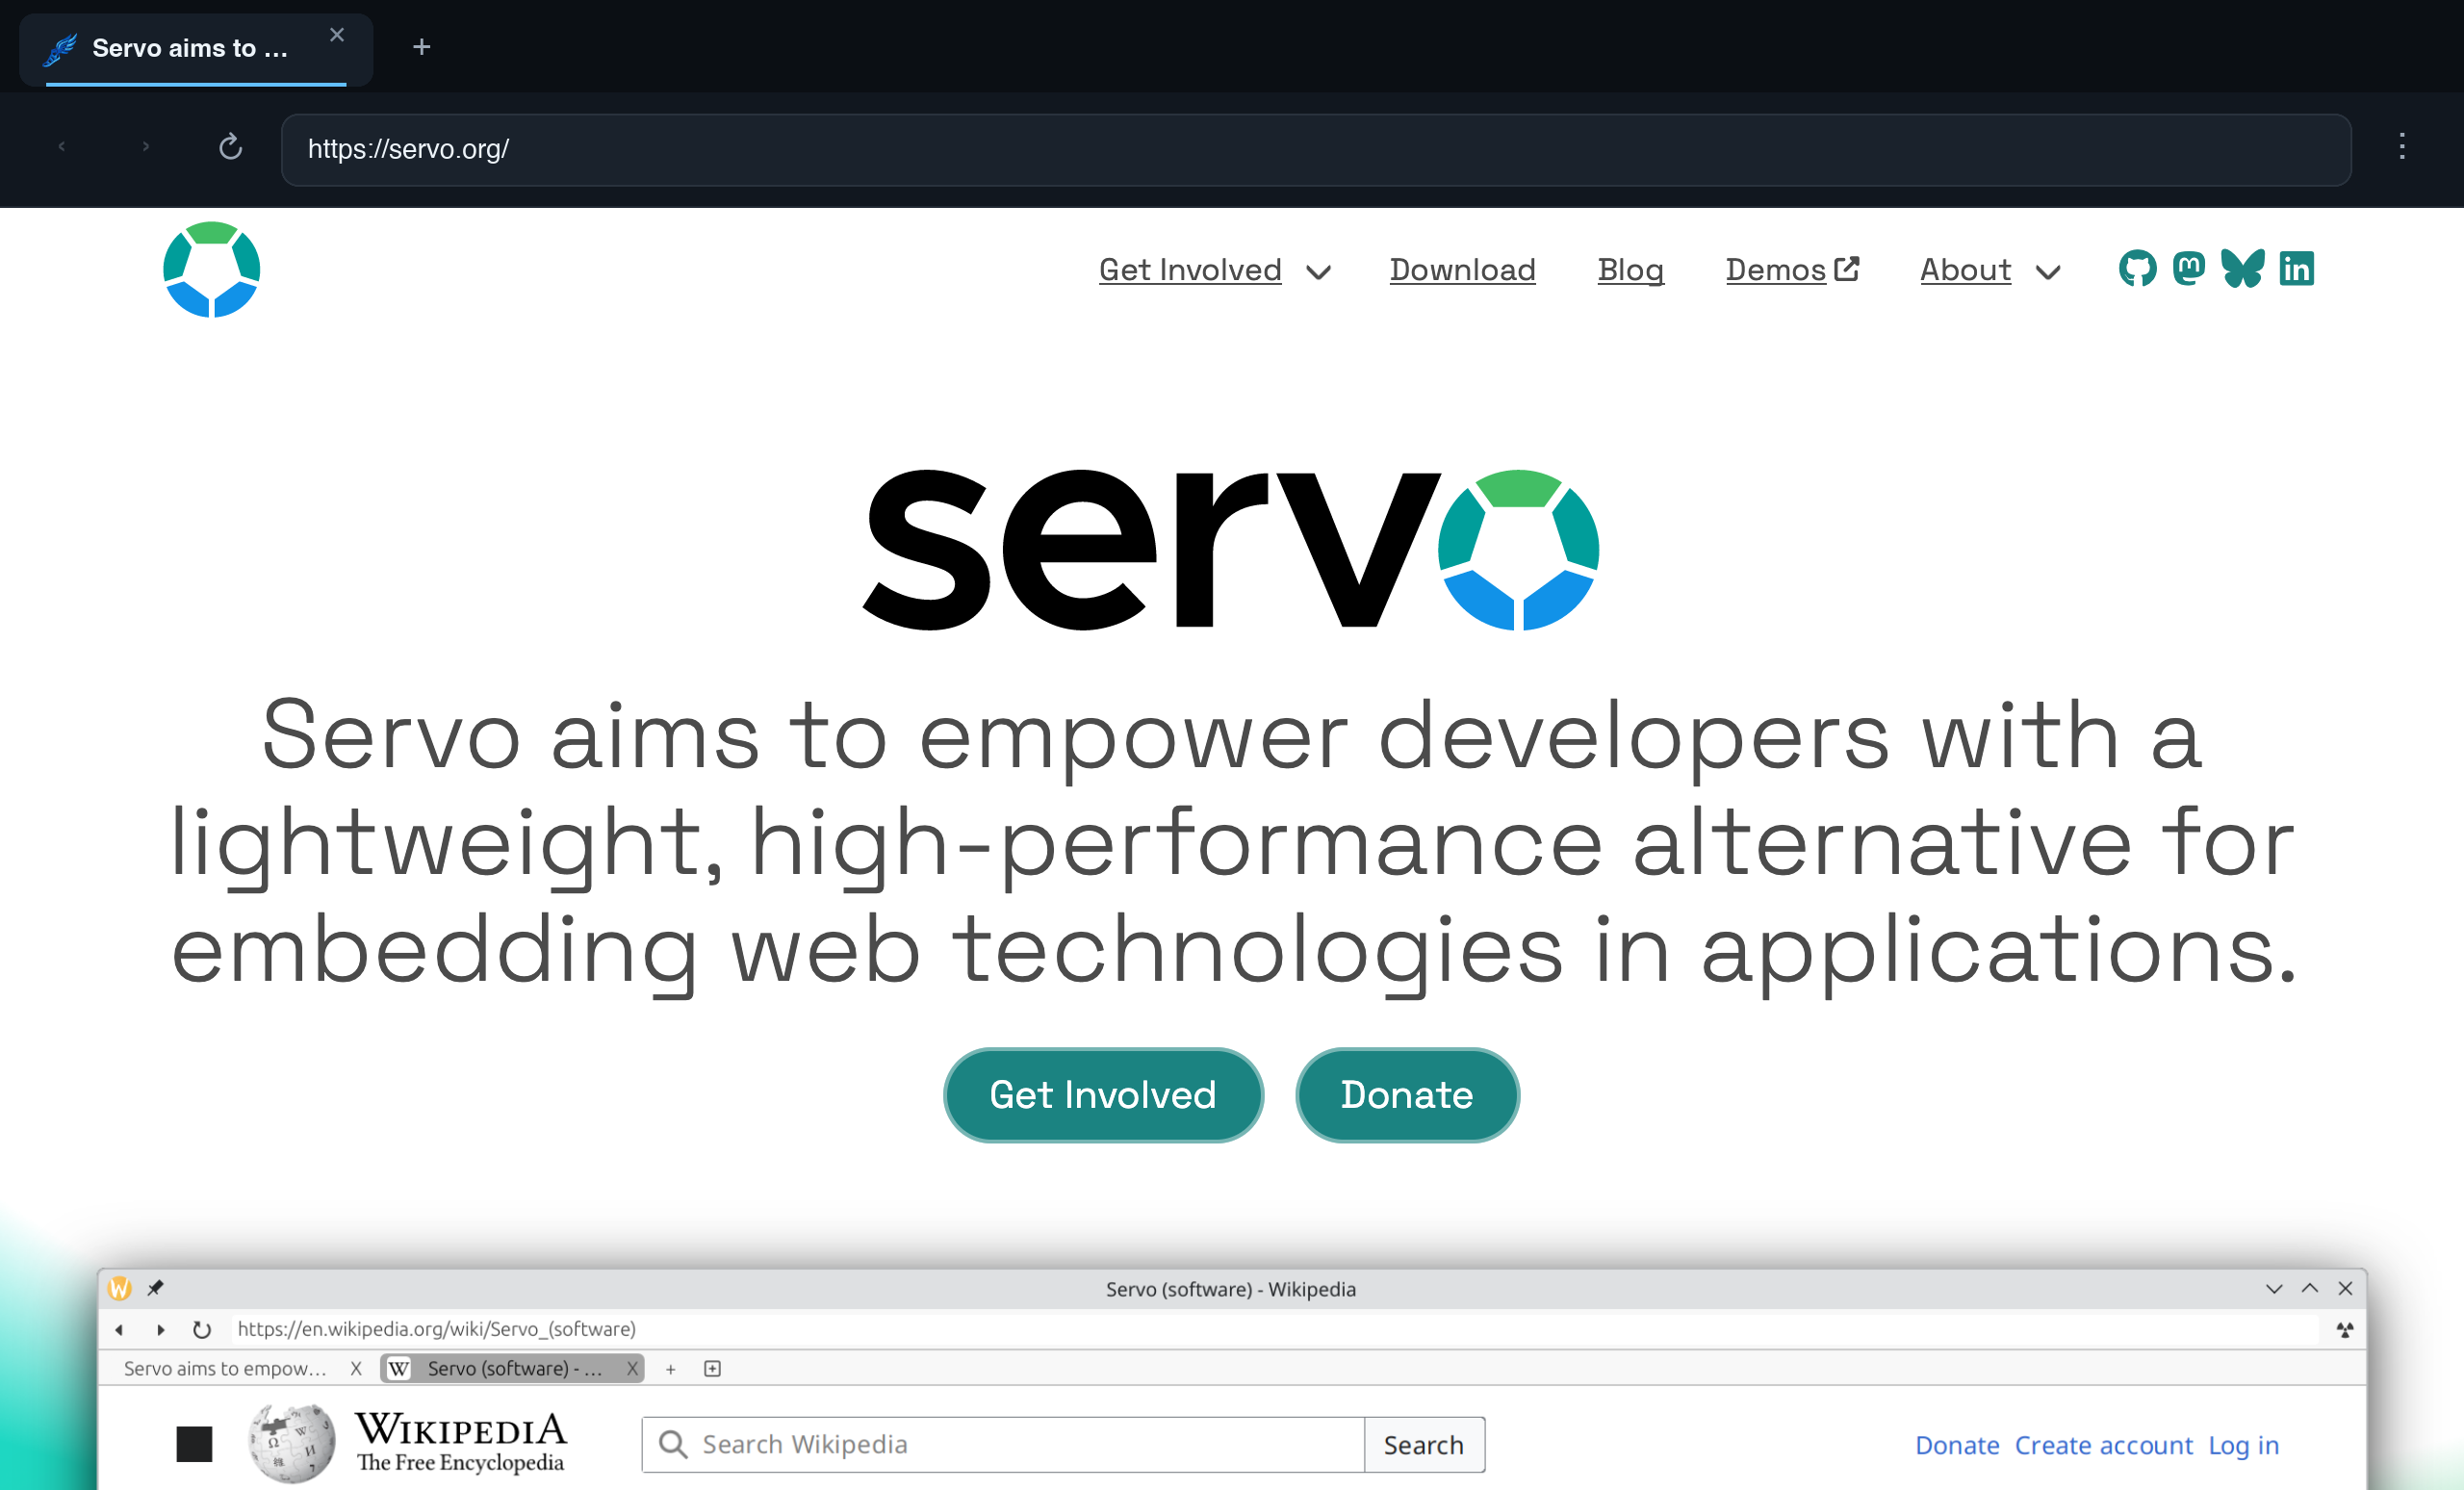 Servo aims to ...
https://servo.org/
Get Involved Download Blog Demos About
servo
Servo aims to empower developers with a
lightweight, high-performance alternative for
embedding web technologies in applications.
Get Involved Donate
Servo (software) - Wikipedia
https://en.wikipedia.org/wiki/Servo_(software)
Servo aims to empow... X W Servo (software) - ... X +
WIKIPEDIA
The Free Encyclopedia
Search Wikipedia Search
Donate Create account Log in